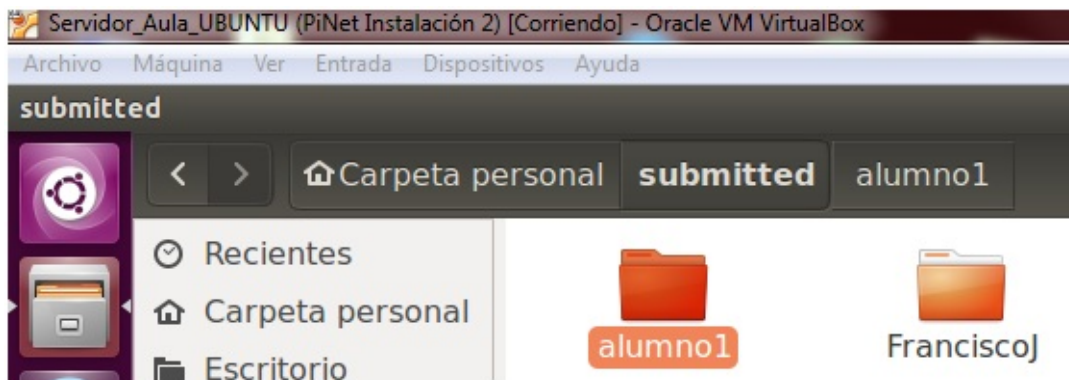 Servidor_Aula_UBUNTU (PiNet Instalación 2) [Corriendo] - Oracle VM VirtualBox
Archivo Máquina Ver Entrada Dispositivos Ayuda
submitted
Carpeta personal submitted alumno1
Recientes
Carpeta personal
Escritorio
alumno1 FranciscoJ